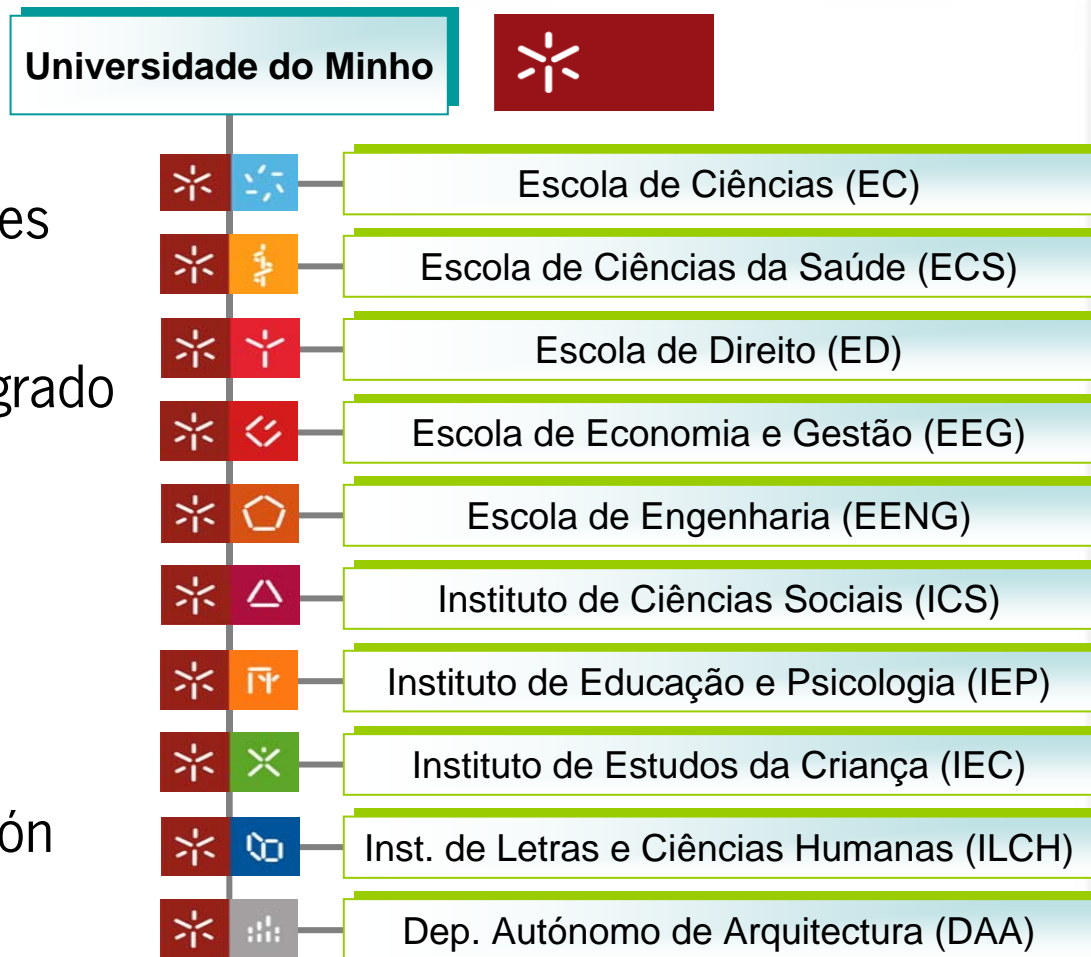 Universidade do Minho
Escola de Ciências (EC)
es
Escola de Ciências da Saúde (ECS)
Escola de Direito (ED)
grado
Escola de Economia e Gestão (EEG)
Escola de Engenharia (EENG)
Instituto de Ciências Sociais (ICS)
Instituto de Educação e Psicologia (IEP)
Instituto de Estudos da Criança (IEC)
ón
Inst. de Letras e Ciências Humanas (ILCH)
Dep. Autónomo de Arquitectura (DAA)